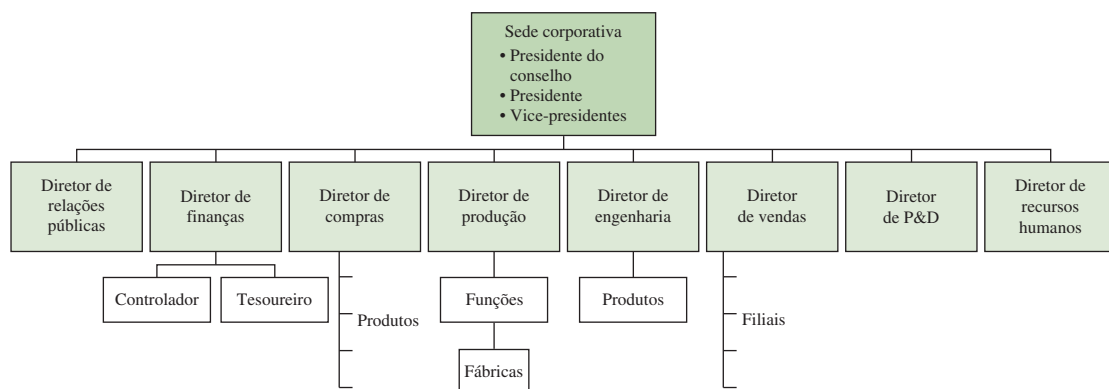 Sede corporativa
• Presidente do
conselho
• Presidente
• Vice-presidentes
Diretor de
relações
públicas
Diretor de
finanças
Diretor de
compras
Diretor de
produção
Diretor de
engenharia
Diretor
de vendas
Diretor
de P&D
Diretor de
recursos
humanos
Controlador
Tesoureiro
Produtos
Funções
Fábricas
Produtos
Filiais